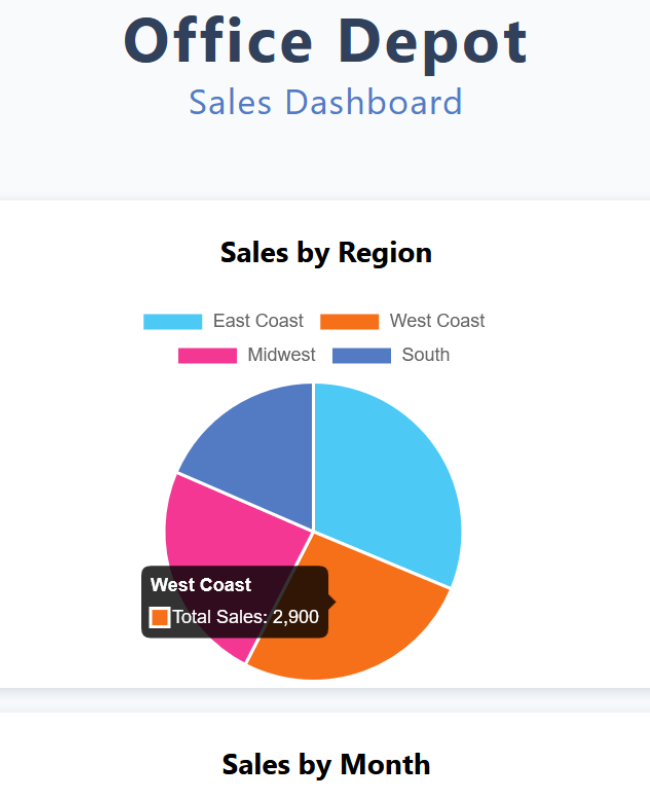 Office Depot
Sales Dashboard
Sales by Region
East Coast West Coast
Midwest South
West Coast
Total Sales: 2,900
Sales by Month